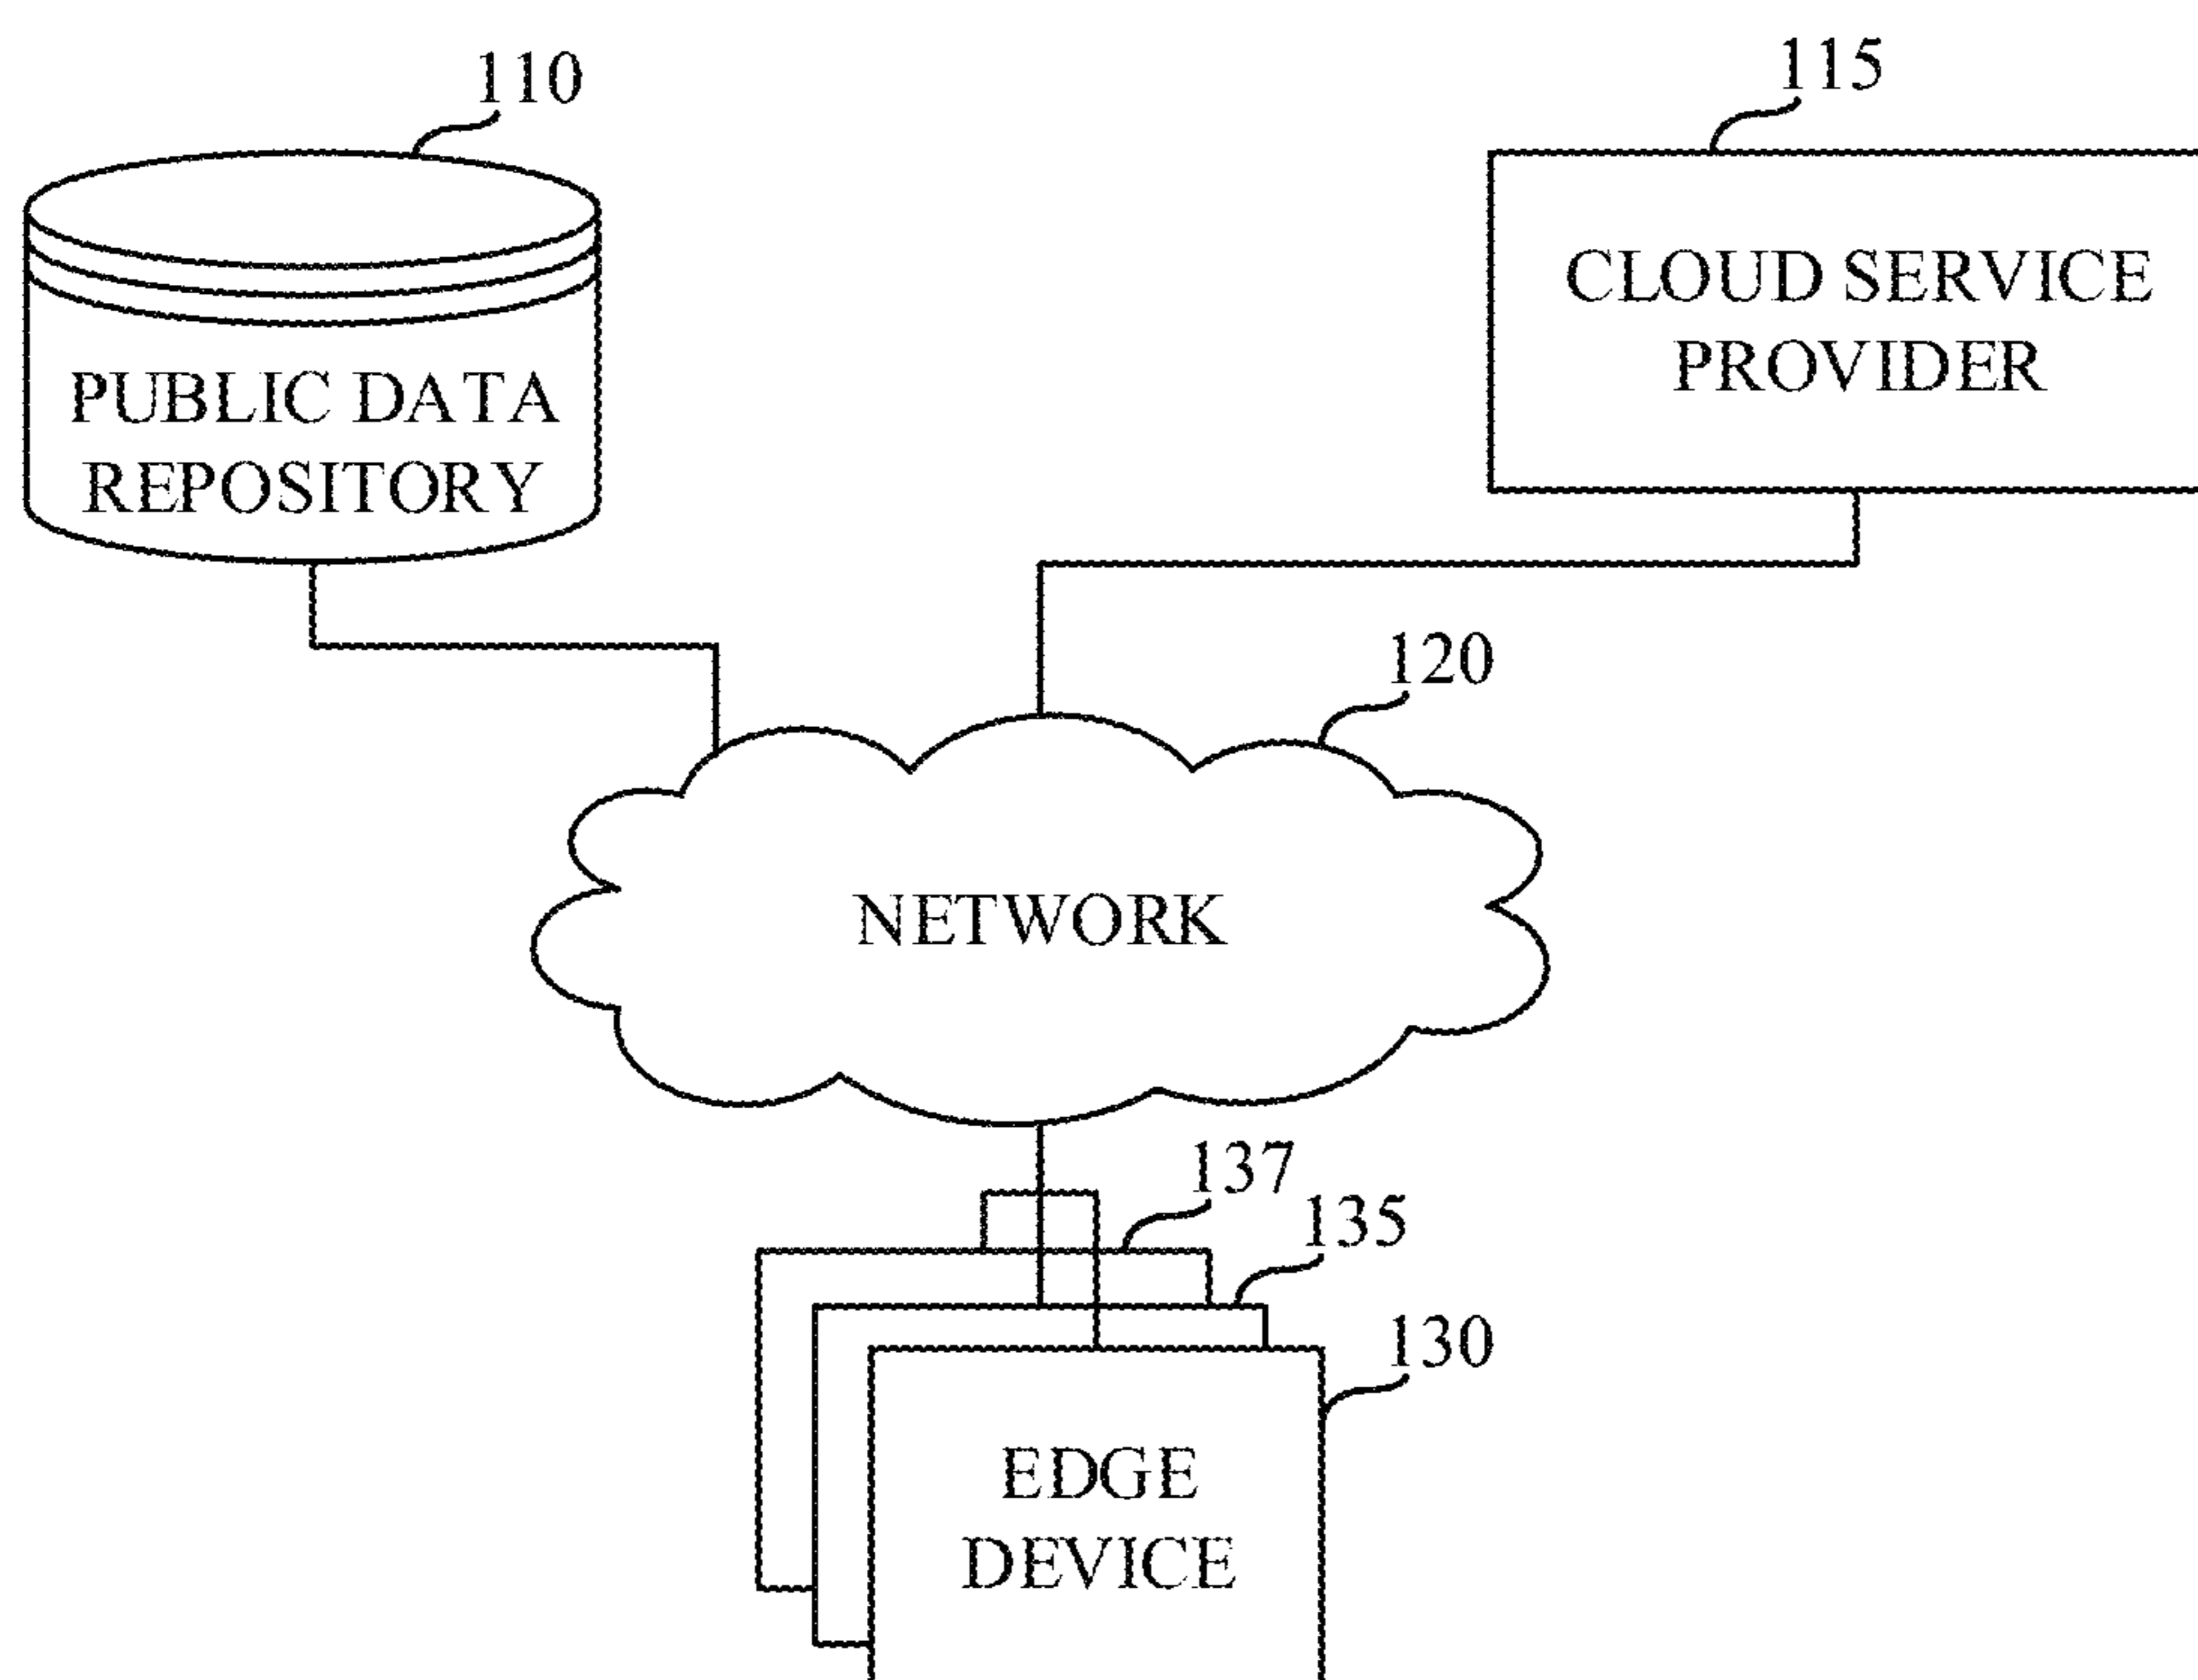 110
115
PUBLIC DATA
REPOSITORY
CLOUD SERVICE
PROVIDER
120
NETWORK
137
135
130
EDGE
DEVICE